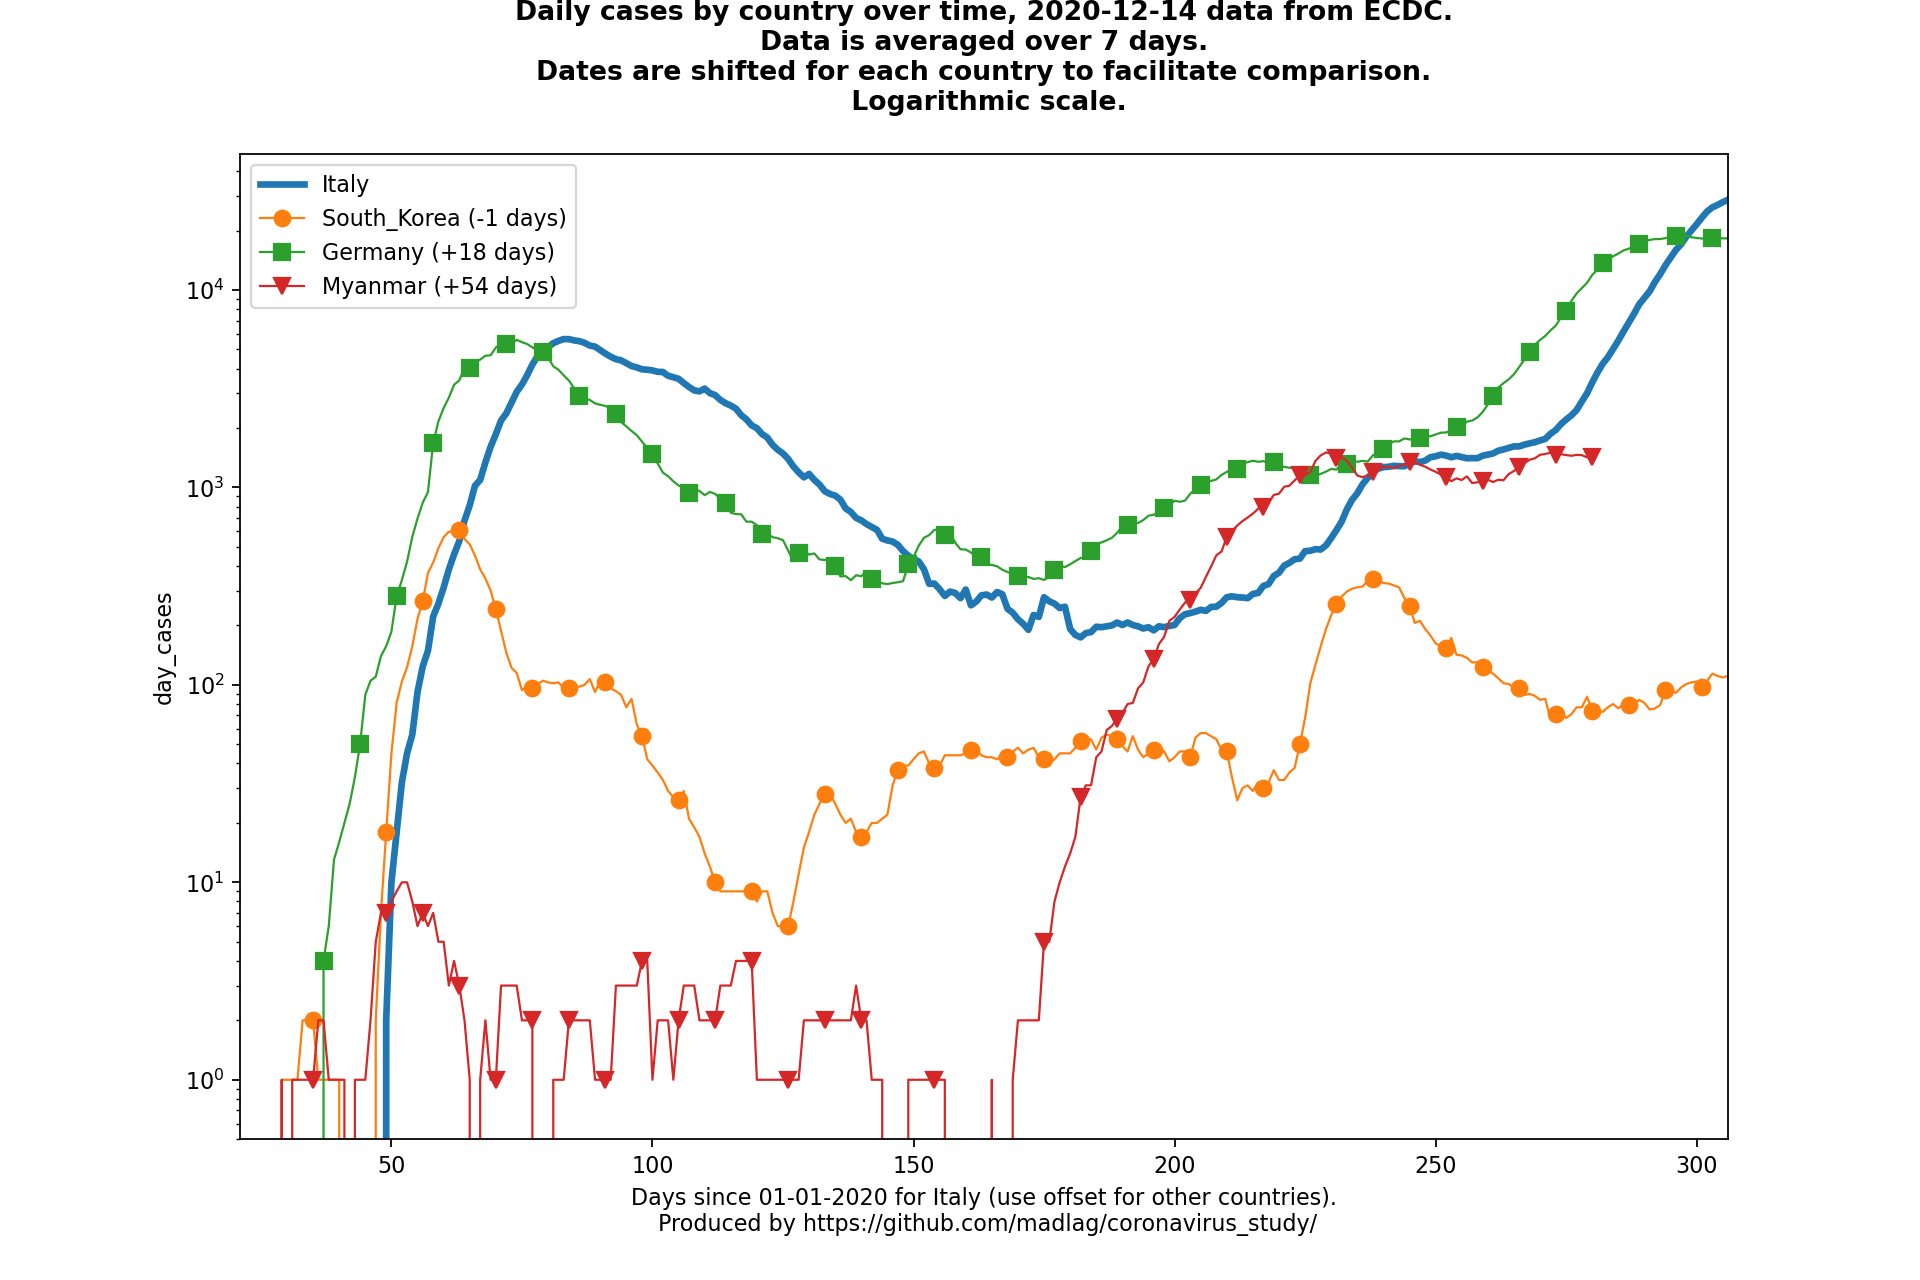 Daily cases by country over time, 2020-12-14 data from ECDC.
Data is averaged over 7 days.
Dates are shifted for each country to facilitate comparison.
Logarithmic scale.
Italy
South_Korea (-1 days)
Germany (+18 days)
Myanmar (+54 days)
10⁴
10³
10²
10¹
10⁰
day_cases
50 100 150 200 250 300
Days since 01-01-2020 for Italy (use offset for other countries).
Produced by https://github.com/madlag/coronavirus_study/